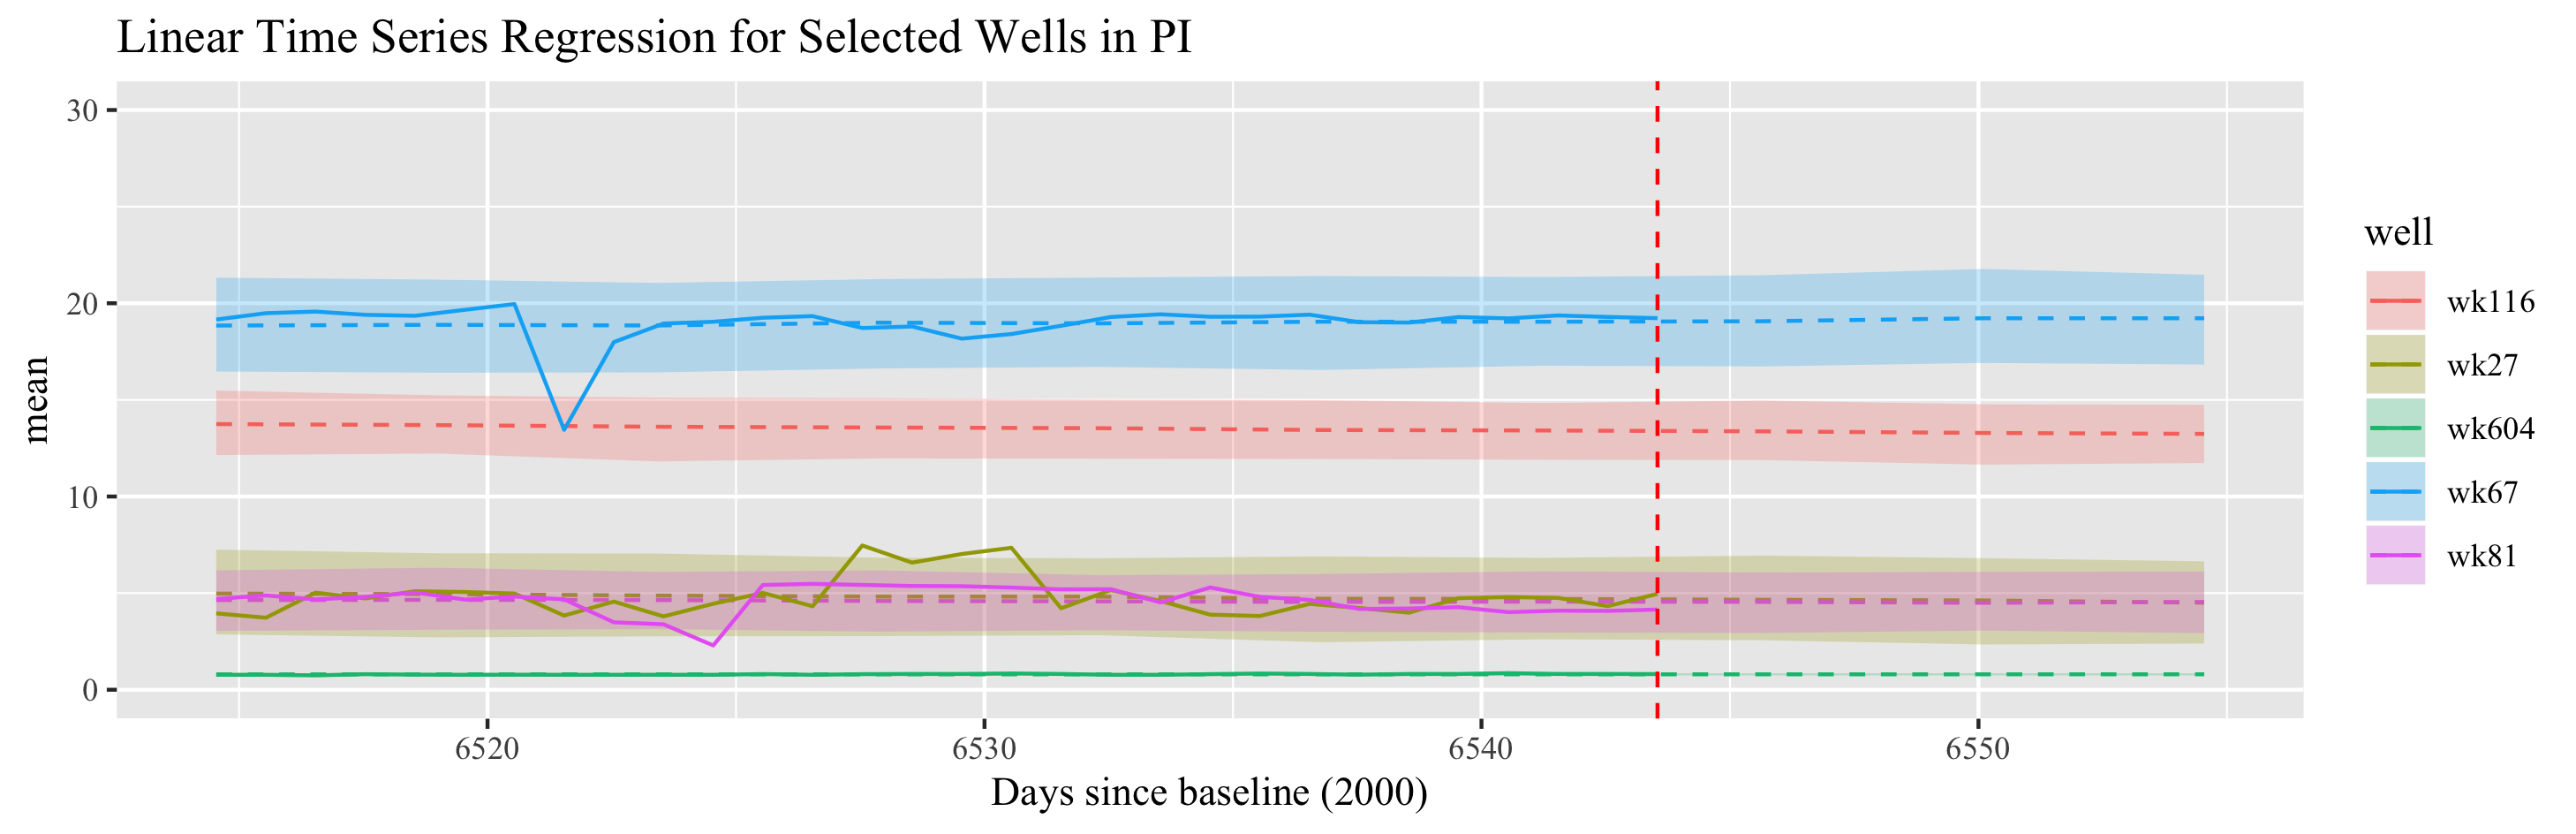 Linear Time Series Regression for Selected Wells in PI
30
20
10
0
mean
6520 6530 6540 6550
Days since baseline (2000)
well
wk116
wk27
wk604
wk67
wk81